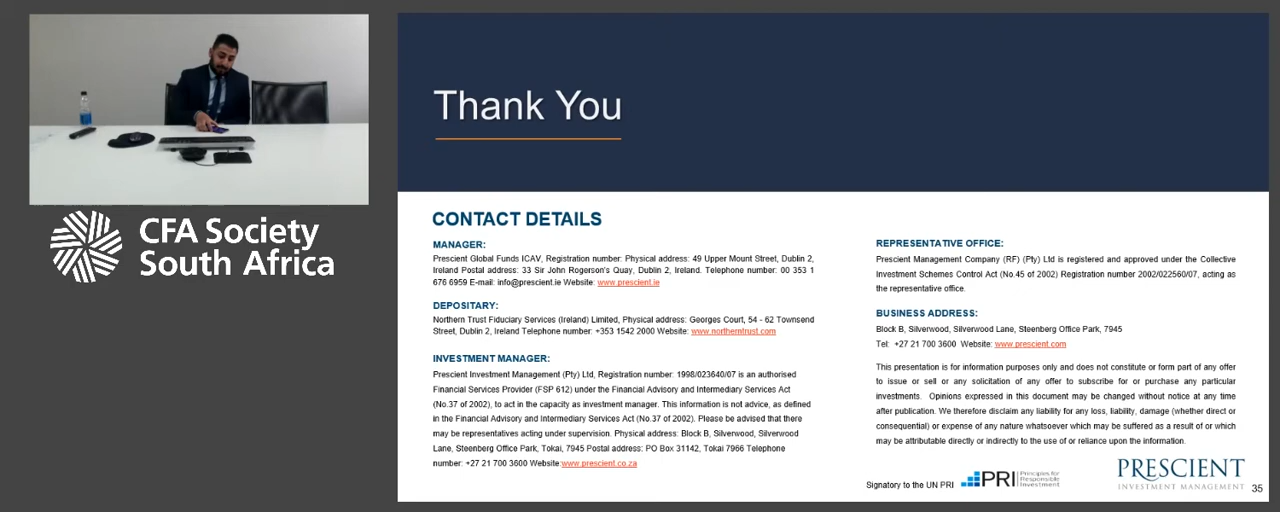 CFA Society
South Africa
Thank You
CONTACT DETAILS
MANAGER:
Prescient Global Funds ICAV, Registration number: Physical address: 49 Upper Mount Street, Dublin 2,
Ireland Postal address: 33 Sir John Rogerson's Quay, Dublin 2, Ireland. Telephone number: 00 353 1
676 6959 E-mail: info@prescient.ie Website: www.prescient.ie
DEPOSITARY:
Northern Trust Fiduciary Services (Ireland) Limited, Physical address: Georges Court, 54 - 62 Townsend
Street, Dublin 2, Ireland Telephone number: +353 1542 2000 Website: www.northerntrust.com
INVESTMENT MANAGER:
Prescient Investment Management (Pty) Ltd, Registration number: 1998/023640/07 is an authorised
Financial Services Provider (FSP 612) under the Financial Advisory and Intermediary Services Act
(No.37 of 2002), to act in the capacity as investment manager. This information is not advice, as defined
in the Financial Advisory and Intermediary Services Act (No.37 of 2002). Please be advised that there
may be representatives acting under supervision. Physical address: Block B, Silverwood, Silverwood
Lane, Steenberg Office Park, Tokai, 7945 Postal address: PO Box 31142, Tokai 7966 Telephone
number: +27 21 700 3600 Website:www.prescient.co.za
REPRESENTATIVE OFFICE:
Prescient Management Company (RF) (Pty) Ltd is registered and approved under the Collective
Investment Schemes Control Act (No.45 of 2002) Registration number 2002/022560/07, acting as
the representative office.
BUSINESS ADDRESS:
Block B, Silverwood, Silverwood Lane, Steenberg Office Park, 7945
Tel: +27 21 700 3600 Website: www.prescient.com
This presentation is for information purposes only and does not constitute or form part of any offer
to issue or sell or any solicitation of any offer to subscribe for or purchase any particular
investments. Opinions expressed in this document may be changed without notice at any time
after publication. We therefore disclaim any liability for any loss, liability, damage (whether direct or
consequential) or expense of any nature whatsoever which may be suffered as a result of or which
may be attributable directly or indirectly to the use of or reliance upon the information.
Signatory to the UN PRI
PRI
Principles for
Responsible
Investment
PRESCIENT
INVESTMENT MANAGEMENT
35